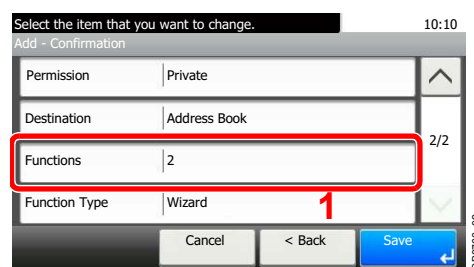 Select the item that you want to change. 10:10
Add - Confirmation
Permission Private
Destination Address Book
2/2
Functions 2
Function Type Wizard
1
Cancel < Back Save